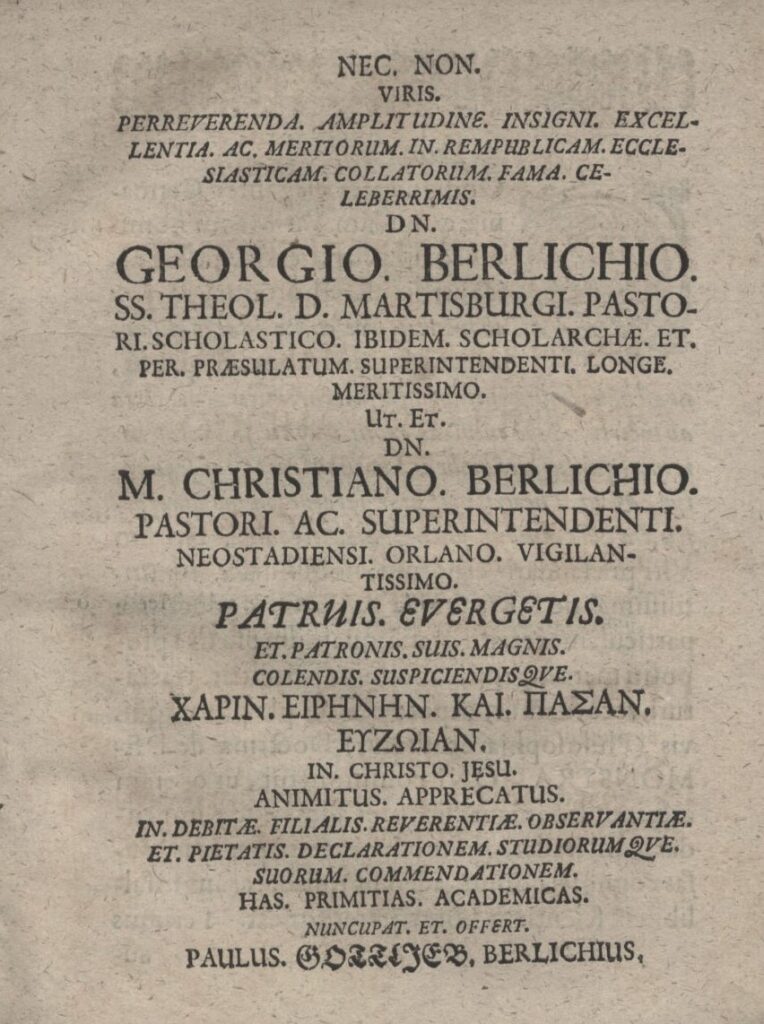 NEC. NON.
VIRIS.
PERREVERENDA. AMPLITUDINE. INSIGNI. EXCEL-
LENTIA. AC. MERITORUM. IN. REMPUBLICAM. ECCLE-
SIASTICAM. COLLATORUM. FAMA. CE-
LEBERRIMIS.
DN.
GEORGIO. BERLICHIO.
SS. THEOL. D. MARTISBURGI. PASTO-
RI. SCHOLASTICO. IBIDEM. SCHOLARCHÆ. ET.
PER. PRÆSULATUM. SUPERINTENDENTI. LONGE.
MERITISSIMO.
UT. ET.
DN.
M. CHRISTIANO. BERLICHIO.
PASTORI. AC. SUPERINTENDENTI.
NEOSTADIENSI. ORLANO. VIGILAN-
TISSIMO.
PATRUIS. EVERGETIS.
ET. PATRONIS. SUIS. MAGNIS.
COLENDIS. SUSPICIENDISQVE.
ΧΑΡΙΝ. ΕΙΡΗΝΗΝ. ΚΑΙ. ΠΑΣΑΝ.
ΕΥΖΩΙΑΝ.
IN. CHRISTO. JESU.
ANIMITUS. APPRECATUS.
IN. DEBITÆ. FILIALIS. REVERENTIÆ. OBSERVANTIÆ.
ET. PIETATIS. DECLARATIONEM. STUDIORUMQVE.
SUORUM. COMMENDATIONEM.
HAS. PRIMITIAS. ACADEMICAS.
NUNCUPAT. ET. OFFERT.
PAULUS. GOTTLJEB. BERLICHIUS.